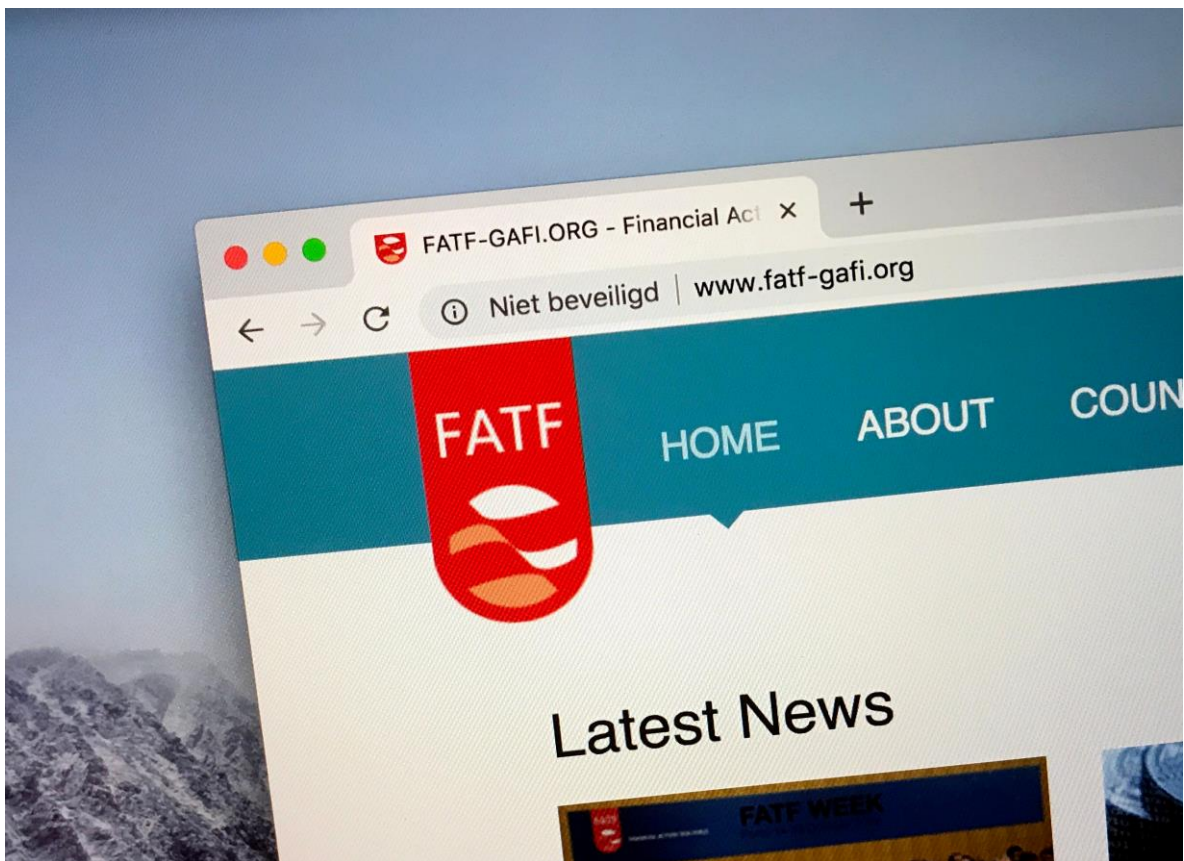 FATF-GAFI.ORG - Financial Act
Niet beveiligd | www.fatf-gafi.org
FATF
HOME
ABOUT
COUN
Latest News
FATF WEEK